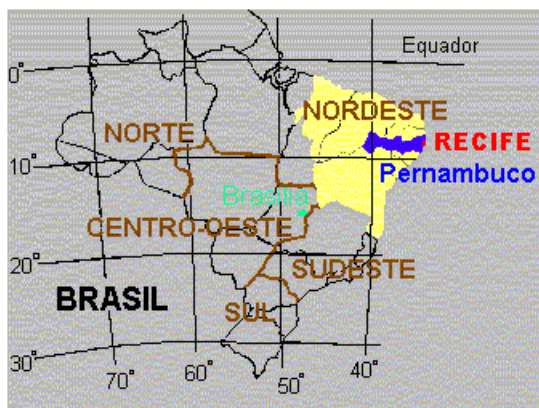 Equador
0°
NORDESTE
NORTE
RECIFE
10°
Pernambuco
Brasília
CENTRO-OESTE
20°
SUDESTE
BRASIL
SUL
30°
70°
60°
50°
40°